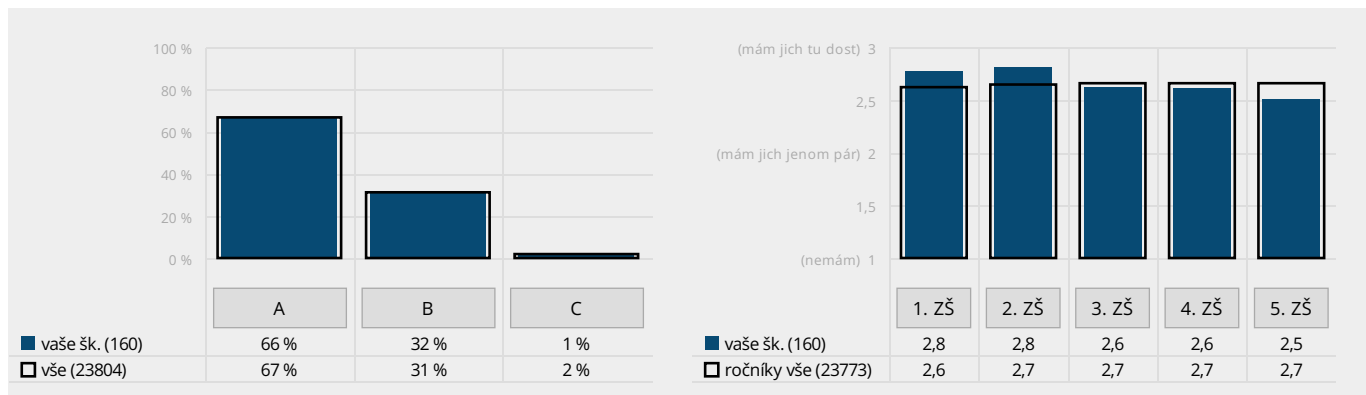 100 %
80 %
60 %
40 %
20 %
0 %
A B C
vaše šk. (160) 66 % 32 % 1 %
vše (23804) 67 % 31 % 2 %
(mám jich tu dost) 3
2,5
(mám jich jenom pár) 2
1,5
(nemám) 1
1. ZŠ 2. ZŠ 3. ZŠ 4. ZŠ 5. ZŠ
vaše šk. (160) 2,8 2,8 2,6 2,6 2,5
ročníky vše (23773) 2,6 2,7 2,7 2,7 2,7